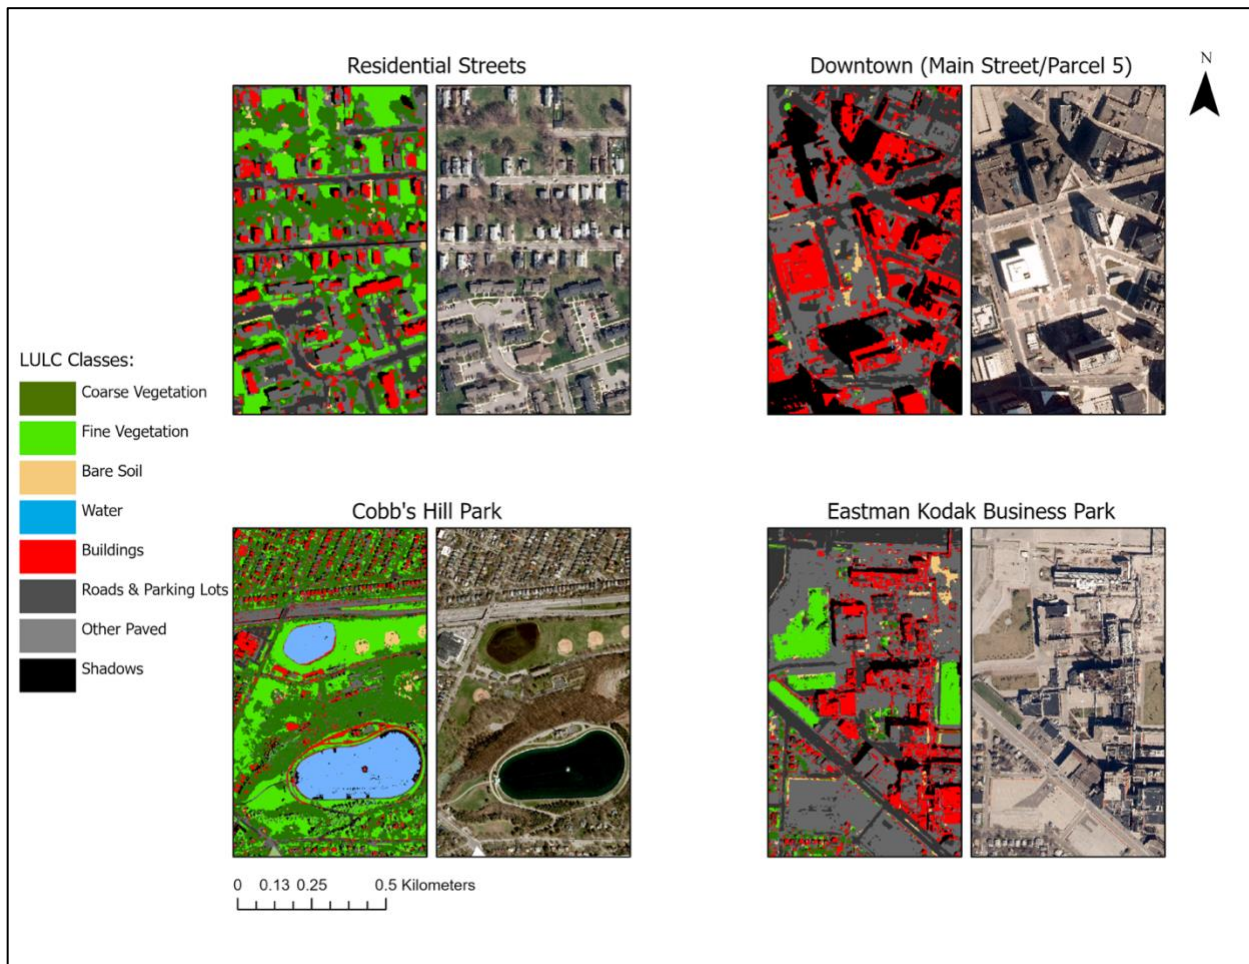 Residential Streets
Downtown (Main Street/Parcel 5)
N
LULC Classes:
Coarse Vegetation
Fine Vegetation
Bare Soil
Water
Buildings
Roads & Parking Lots
Other Paved
Shadows
Cobb's Hill Park
Eastman Kodak Business Park
0 0.13 0.25 0.5 Kilometers